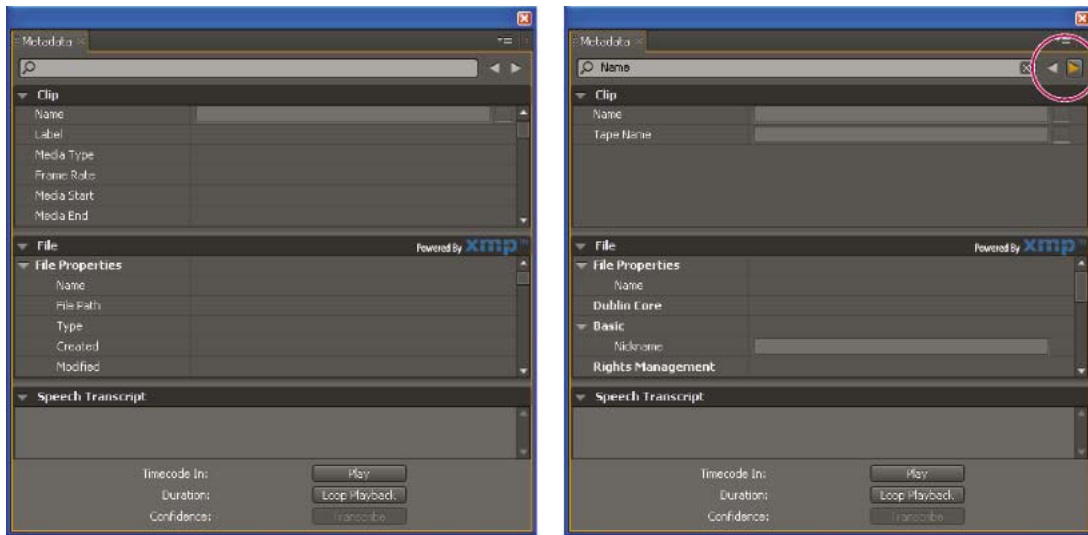 Metadata
Clip
Name
Label
Media Type
Frame Rate
Media Start
Media End
File
Powered By xmp™
File Properties
Name
File Path
Type
Created
Modified
Speech Transcript
Timecode In: Play
Duration: Loop Playback
Confidence: Transcribe
Metadata
Name
Clip
Name
Tape Name
File
Powered By xmp™
File Properties
Name
Dublin Core
Basic
Nickname
Rights Management
Speech Transcript
Timecode In: Play
Duration: Loop Playback
Confidence: Transcribe